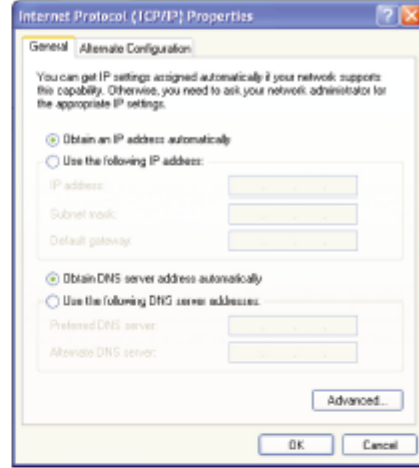 Internet Protocol (TCP/IP) Properties
General
Alternate Configuration
You can get IP settings assigned automatically if your network supports
this capability. Otherwise, you need to ask your network administrator for
the appropriate IP settings.
Obtain an IP address automatically
Use the following IP address:
IP address:
Subnet mask:
Default gateway:
Obtain DNS server address automatically
Use the following DNS server addresses:
Preferred DNS server:
Alternate DNS server:
Advanced...
OK
Cancel